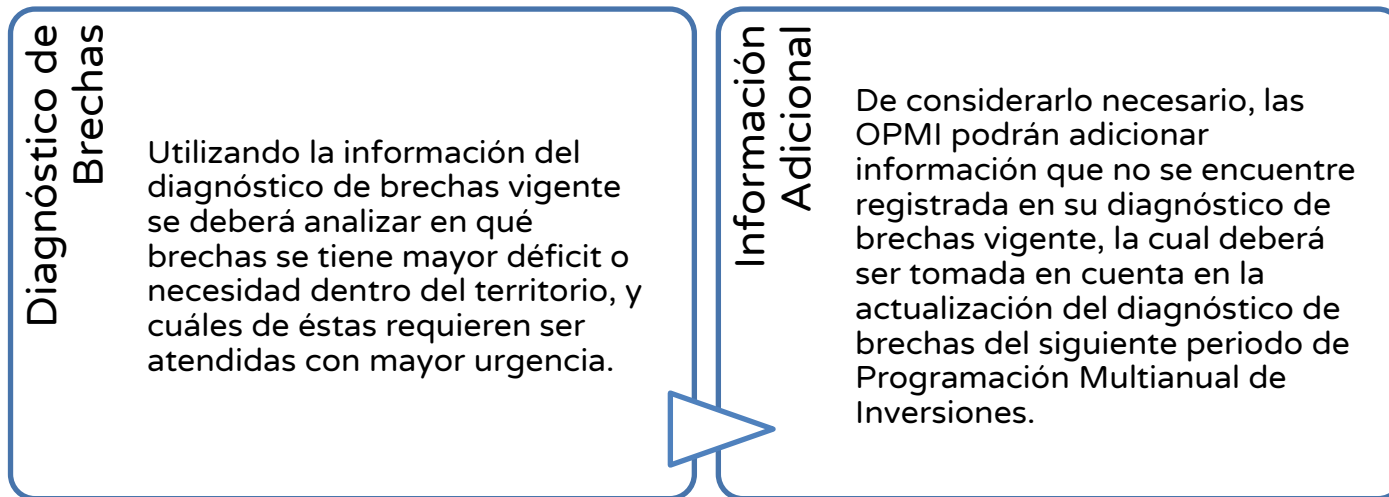 Diagnóstico de
Brechas
Utilizando la información del
diagnóstico de brechas vigente
se deberá analizar en qué
brechas se tiene mayor déficit o
necesidad dentro del territorio, y
cuáles de éstas requieren ser
atendidas con mayor urgencia.
Información
Adicional
De considerarlo necesario, las
OPMI podrán adicionar
información que no se encuentre
registrada en su diagnóstico de
brechas vigente, la cual deberá
ser tomada en cuenta en la
actualización del diagnóstico de
brechas del siguiente periodo de
Programación Multianual de
Inversiones.